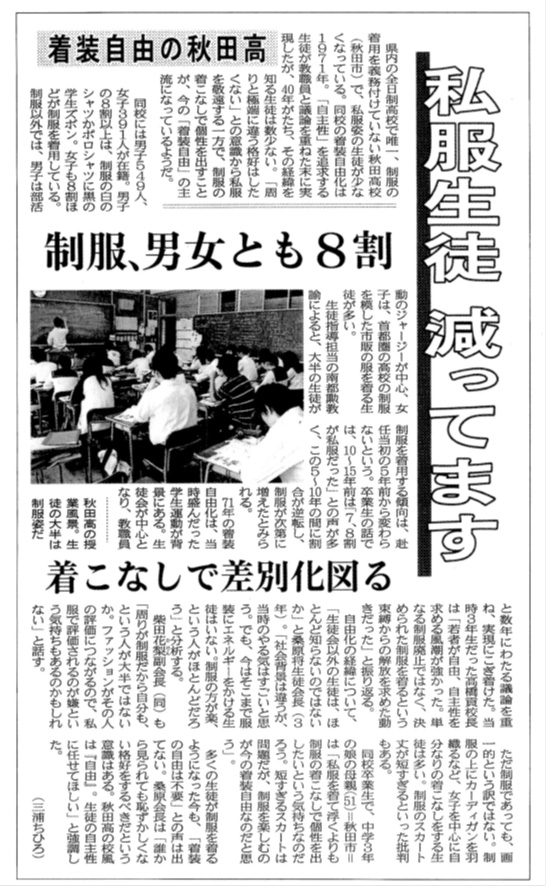 私服生徒 減ってます
着装自由の秋田高
制服、男女とも８割
着こなしで差別化図る
県内の全日制高校で唯一、制服の
着用を義務付けていない秋田高校
（秋田市）で、私服姿の生徒が少な
くなっている。同校の着装自由化は
１９７１年。「自主性」を追求する
生徒が教職員と議論を重ねた末に実
現したが、４０年がたち、その経緯を
知る生徒は数少ない。「周
りと極端に違う格好はした
くない」との意識から私服
を敬遠する一方で、制服の
着こなしで個性を出すこと
が、今の「着装自由」の主
流になっているようだ。
同校には男子５４９人、
女子３９１人が在籍。男子
の８割以上は、制服の白の
シャツかポロシャツに黒の
学生ズボン。女子も８割ほ
どが制服を着用している。
制服以外では、男子は部活
動のジャージーが中心、女
子は、首都圏の高校の制服
を模した市販の服を着る生
徒が多い。
生徒指導担当の南都勲教
諭によると、大半の生徒が
制服を着用する傾向は、赴
任当初の５年前から変わら
ないという。卒業生の話で
は、１０〜１５年前は「７、８割
が私服だった」との声が多
く、この５〜１０年の間に割
合が逆転し、
制服が次第に
増えたとみら
れる。
７１年の着装
自由化は、当
時盛んだった
学生運動が背
景にある。生
徒会が中心と
なり、教職員
秋田高の授
業風景。生
徒の大半は
制服姿だ
と数年にわたる議論を重
ね、実現にこぎ着けた。当
時３年生だった高橋貢校長
は「若者が自由、自主性を
求める風潮が強かった。単
なる制服廃止ではなく、決
められた制服を着るという
束縛からの解放を求めた動
きだった」と振り返る。
自由化の経緯について、
「生徒会以外の生徒は、ほ
とんど知らないのではない
か」と桑原将生徒会長（３
年）。「社会背景は違うが、
当時のやる気はすごいと思
う。でも、今はそこまで服
装にエネルギーをかける生
徒はいない。制服の方が楽、
という人がほとんどだろ
う」と分析する。
柴田花梨副会長（同）も
「周りが制服だから自分も、
という人が大半ではない
か。ファッションがその人
の評価につながるので、私
服で評価されるのが嫌とい
う気持ちもあるのかもしれ
ない」と話す。
ただ制服であっても、画
一的という訳ではない。制
服の上にカーディガンを羽
織るなど、女子を中心に自
分なりの着こなしをする生
徒は多い。制服のスカート
丈が短すぎるといった批判
もある。
同校卒業生で、中学３年
の娘の母親（５１）＝秋田市＝
は「私服を着て浮くよりも
制服の着こなしで個性を出
したいという気持ちなのだ
ろう。短すぎるスカートは
問題だが、制服を楽しむの
が今の着装自由なのだと思
う」。
多くの生徒が制服を着る
ようになった今も、「着装
の自由は不要」との声は出
てない。桑原会長は「誰か
ら見られても恥ずかしくな
い格好をするべきだという
意識はある。秋田高の校風
は『自由』。生徒の自主性
に任せてほしい」と強調し
た。
（三浦ちひろ）